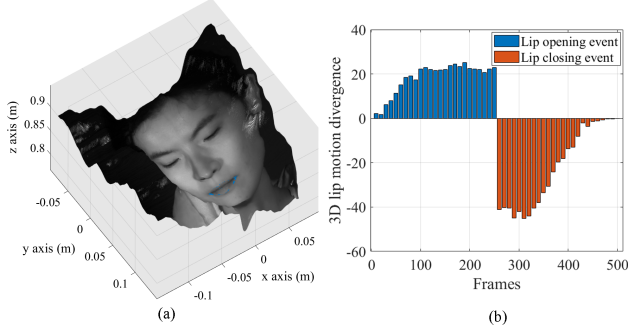 z axis (m)
0.9
0.85
0.8
-0.05
0
0.05
0.1
y axis (m)
-0.1
-0.05
0
0.05
x axis (m)
(a)
Lip opening event
Lip closing event
3D lip motion divergence
40
20
0
-20
-40
-60
0 100 200 300 400 500
Frames
(b)